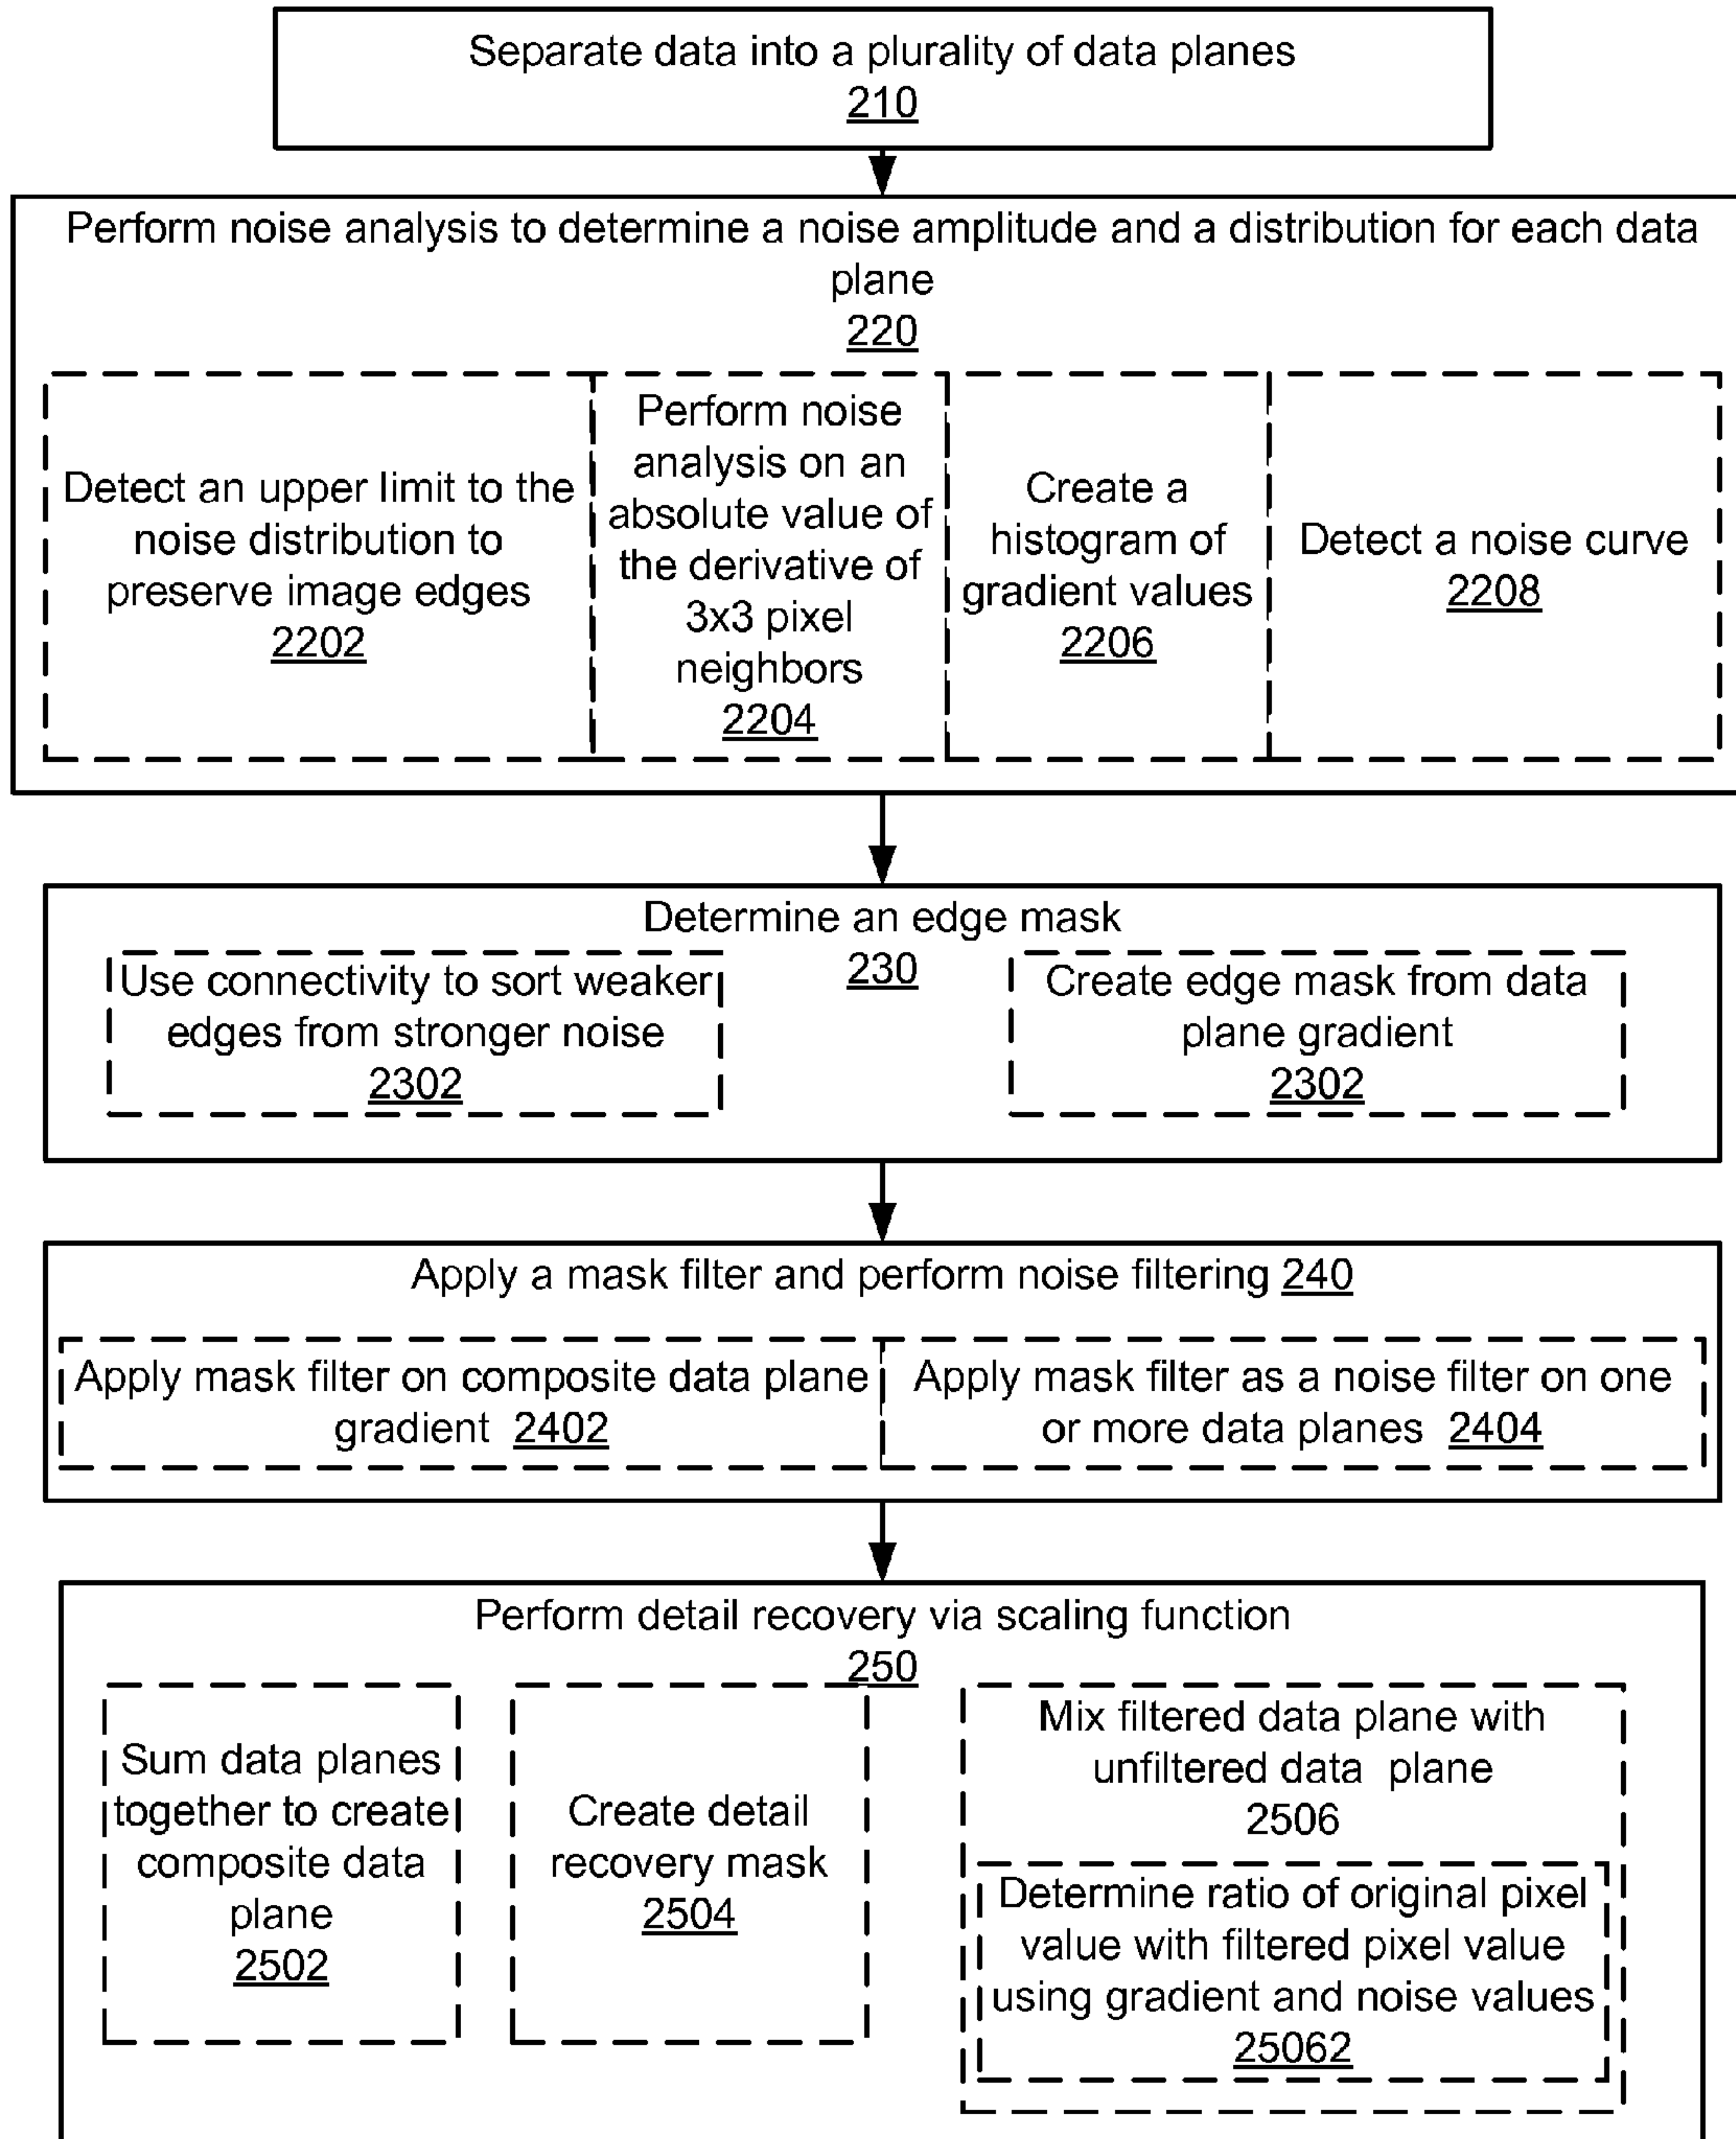 Separate data into a plurality of data planes
210
Perform noise analysis to determine a noise amplitude and a distribution for each data
plane
220
Detect an upper limit to the
noise distribution to
preserve image edges
2202
Perform noise
analysis on an
absolute value of
the derivative of
3x3 pixel
neighbors
2204
Create a
histogram of
gradient values
2206
Detect a noise curve
2208
Determine an edge mask
230
Use connectivity to sort weaker
edges from stronger noise
2302
Create edge mask from data
plane gradient
2302
Apply a mask filter and perform noise filtering 240
Apply mask filter on composite data plane
gradient 2402
Apply mask filter as a noise filter on one
or more data planes 2404
Perform detail recovery via scaling function
250
Sum data planes
together to create
composite data
plane
2502
Create detail
recovery mask
2504
Mix filtered data plane with
unfiltered data plane
2506
Determine ratio of original pixel
value with filtered pixel value
using gradient and noise values
25062